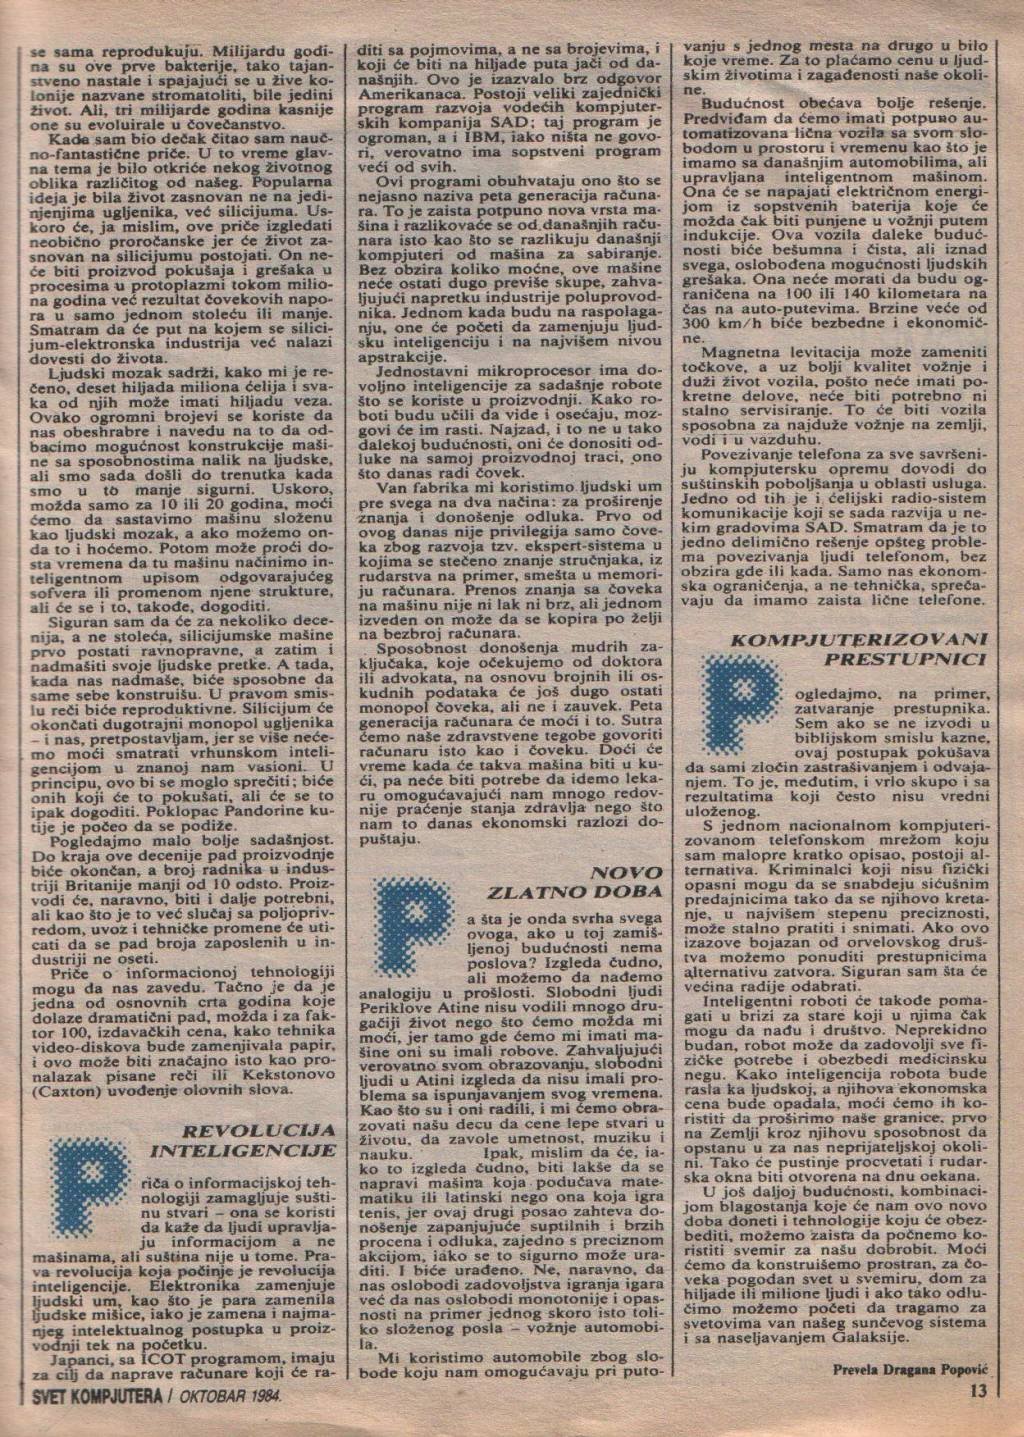 se sama reprodukuju. Milijardu godi-
na su ove prve bakterije, tako tajan-
stveno nastale i spajajući se u žive ko-
lonije nazvane stromatoliti, bile jedini
život. Ali, tri milijarde godina kasnije
one su evoluirale u čovečanstvo.
Kada sam bio dečak čitao sam nauč-
no-fantastične priče. U to vreme glav-
na tema je bilo otkriće nekog životnog
oblika različitog od našeg. Popularna
ideja je bila život zasnovan ne na jedi-
njenjima ugljenika, već silicijuma. Us-
koro će, ja mislim, ove priče izgledati
neobično proročanske jer će život za-
snovan na silicijumu postojati. On ne-
će biti proizvod pokušaja i grešaka u
procesima u protoplazmi tokom milio-
na godina već rezultat čovekovih napo-
ra u samo jednom stoleću ili manje.
Smatram da će put na kojem se silici-
jum-elektronska industrija već nalazi
dovesti do života.
Ljudski mozak sadrži, kako mi je re-
čeno, deset hiljada miliona ćelija i sva-
ka od njih može imati hiljadu veza.
Ovako ogromni brojevi se koriste da
nas obeshrabre i navedu na to da od-
bacimo mogućnost konstrukcije maši-
ne sa sposobnostima nalik na ljudske,
ali smo sada došli do trenutka kada
smo u to manje sigurni. Uskoro,
možda samo za 10 ili 20 godina, moći
ćemo da sastavimo mašinu složenu
kao ljudski mozak, a ako možemo on-
da to i hoćemo. Potom može proći do-
sta vremena da tu mašinu načinimo in-
teligentnom upisom odgovarajućeg
sofvera ili promenom njene strukture,
ali će se i to, takođe, dogoditi.
Siguran sam da će za nekoliko dece-
nija, a ne stoleća, silicijumske mašine
prvo postati ravnopravne, a zatim i
nadmašiti svoje ljudske pretke. A tada,
kada nas nadmaše, biće sposobne da
same sebe konstruišu. U pravom smis-
lu reči biće reproduktivne. Silicijum će
okončati dugotrajni monopol ugljenika
– i nas, pretpostavljam, jer se više neće-
mo moći smatrati vrhunskom inteli-
gencijom u znanoj nam vasioni. U
principu, ovo bi se moglo sprečiti; biće
onih koji će to pokušati, ali će se to
ipak dogoditi. Poklopac Pandorine ku-
tije je počeo da se podiže.
Pogledajmo malo bolje sadašnjost.
Do kraja ove decenije pad proizvodnje
biće okončan, a broj radnika u indus-
triji Britanije manji od 10 odsto. Proiz-
vodi će, naravno, biti i dalje potrebni,
ali kao što je to već slučaj sa poljopriv-
redom, uvoz i tehničke promene će uti-
cati da se pad broja zaposlenih u in-
dustriji ne oseti.
Priče o informacionoj tehnologiji
mogu da nas zavedu. Tačno je da je
jedna od osnovnih crta godina koje
dolaze dramatični pad, možda i za fak-
tor 100, izdavačkih cena, kako tehnika
video-diskova bude zamenjivala papir,
i ovo može biti značajno isto kao pro-
nalazak pisane reči ili Kekstonovo
(Caxton) uvođenje olovnih slova.
REVOLUCIJA
INTELIGENCIJE
Priča o informacijskoj teh-
nologiji zamagljuje sušti-
nu stvari – ona se koristi
da kaže da ljudi upravlja-
ju informacijom a ne
mašinama, ali suština nije u tome. Pra-
va revolucija koja počinje je revolucija
inteligencije. Elektronika zamenjuje
ljudski um, kao što je para zamenila
ljudske mišice, iako je zamena i najma-
njeg intelektualnog postupka u proiz-
vodnji tek na početku.
Japanci, sa ICOT programom, imaju
za cilj da naprave računare koji će ra-
diti sa pojmovima, a ne sa brojevima, i
koji će biti na hiljade puta jači od da-
našnjih. Ovo je izazvalo brz odgovor
Amerikanaca. Postoji veliki zajednički
program razvoja vodećih kompjuter-
skih kompanija SAD; taj program je
ogroman, a i IBM, iako ništa ne govo-
ri, verovatno ima sopstveni program
veći od svih.
Ovi programi obuhvataju ono što se
nejasno naziva peta generacija računa-
ra. To je zaista potpuno nova vrsta ma-
šina i razlikovaće se od današnjih raču-
nara isto kao što se razlikuju današnji
kompjuteri od mašina za sabiranje.
Bez obzira koliko moćne, ove mašine
neće ostati dugo previše skupe, zahva-
ljujući napretku industrije poluprovod-
nika. Jednom kada budu na raspolaga-
nju, one će početi da zamenjuju ljud-
sku inteligenciju i na najvišem nivou
apstrakcije.
Jednostavni mikroprocesor ima do-
voljno inteligencije za sadašnje robote
što se koriste u proizvodnji. Kako ro-
boti budu učili da vide i osećaju, moz-
govi će im rasti. Najzad, i to ne u tako
dalekoj budućnosti, oni će donositi od-
luke na samoj proizvodnoj traci, ono
što danas radi čovek.
Van fabrika mi koristimo ljudski um
pre svega na dva načina: za proširenje
znanja i donošenje odluka. Prvo od
ovog danas nije privilegija samo čove-
ka zbog razvoja tzv. ekspert-sistema u
kojima se stečeno znanje stručnjaka, iz
rudarstva na primer, smešta u memori-
ju računara. Prenos znanja sa čoveka
na mašinu nije ni lak ni brz, ali jednom
izveden on može da se kopira po želji
na bezbroj računara.
Sposobnost donošenja mudrih za-
ključaka, koje očekujemo od doktora
ili advokata, na osnovu brojnih ili os-
kudnih podataka će još dugo ostati
monopol čoveka, ali ne i zauvek. Peta
generacija računara će moći i to. Sutra
ćemo naše zdravstvene tegobe govoriti
računaru isto kao i čoveku. Doći će
vreme kada će takva mašina biti u ku-
ći, pa neće biti potrebe da idemo leka-
ru omogućavajući nam mnogo redov-
nije praćenje stanja zdravlja nego što
nam to danas ekonomski razlozi do-
puštaju.
NOVO
ZLATNO DOBA
Pa šta je onda svrha svega
ovoga, ako u toj zamiš-
ljenoj budućnosti nema
poslova? Izgleda čudno,
ali možemo da nađemo
analogiju u prošlosti. Slobodni ljudi
Periklove Atine nisu vodili mnogo dru-
gačiji život nego što ćemo možda mi
moći, jer tamo gde ćemo mi imati ma-
šine oni su imali robove. Zahvaljujući
verovatno svom obrazovanju, slobodni
ljudi u Atini izgleda da nisu imali pro-
blema sa ispunjavanjem svog vremena.
Kao što su i oni radili, i mi ćemo obra-
zovati našu decu da cene lepe stvari u
životu, da zavole umetnost, muziku i
nauku. Ipak, mislim da će, ia-
ko to izgleda čudno, biti lakše da se
napravi mašina koja podučava mate-
matiku ili latinski nego ona koja igra
tenis, jer ovaj drugi posao zahteva do-
nošenje zapanjujuće suptilnih i brzih
procena i odluka, zajedno s preciznom
akcijom, iako se to sigurno može ura-
diti. I biće urađeno. Ne, naravno, da
nas oslobodi zadovoljstva igranja igara
već da nas oslobodi monotonije i opas-
nosti na primer jednog skoro isto toli-
ko složenog posla – vožnje automobi-
la.
Mi koristimo automobile zbog slo-
bode koju nam omogućavaju pri puto-
vanju s jednog mesta na drugo u bilo
koje vreme. Za to plaćamo cenu u ljud-
skim životima i zagađenosti naše okoli-
ne.
Budućnost obećava bolje rešenje.
Predviđam da ćemo imati potpuno au-
tomatizovana lična vozila sa svom slo-
bodom u prostoru i vremenu kao što je
imamo sa današnjim automobilima, ali
upravljana inteligentnom mašinom.
Ona će se napajati električnom energi-
jom iz sopstvenih baterija koje će
možda čak biti punjene u vožnji putem
indukcije. Ova vozila daleke buduć-
nosti biće bešumna i čista, ali iznad
svega, oslobođena mogućnosti ljudskih
grešaka. Ona neće morati da budu og-
raničena na 100 ili 140 kilometara na
čas na auto-putevima. Brzine veće od
300 km/h biće bezbedne i ekonomič-
ne.
Magnetna levitacija može zameniti
točkove, a uz bolji kvalitet vožnje i
duži život vozila, pošto neće imati po-
kretne delove, neće biti potrebno ni
stalno servisiranje. To će biti vozila
sposobna za najduže vožnje na zemlji,
vodi i u vazduhu.
Povezivanje telefona za sve savršeni-
ju kompjutersku opremu dovodi do
suštinskih poboljšanja u oblasti usluga.
Jedno od tih je i ćelijski radio-sistem
komunikacije koji se sada razvija u ne-
kim gradovima SAD. Smatram da je to
jedno delimično rešenje opšteg proble-
ma povezivanja ljudi telefonom, bez
obzira gde ili kada. Samo nas ekonom-
ska ograničenja, a ne tehnička, spreča-
vaju da imamo zaista lične telefone.
KOMPJUTERIZOVANI
PRESTUPNICI
Pogledajmo, na primer,
zatvaranje prestupnika.
Sem ako se ne izvodi u
biblijskom smislu kazne,
ovaj postupak pokušava
da sami zločin zastrašivanjem i odvaja-
njem. To je, međutim, i vrlo skupo i sa
rezultatima koji često nisu vredni
uloženog.
S jednom nacionalnom kompjuteri-
zovanom telefonskom mrežom koju
sam malopre kratko opisao, postoji al-
ternativa. Kriminalci koji nisu fizički
opasni mogu da se snabdeju sićušnim
predajnicima tako da se njihovo kreta-
nje, u najvišem stepenu preciznosti,
može stalno pratiti i snimati. Ako ovo
izazove bojazan od orvelovskog druš-
tva možemo ponuditi prestupnicima
alternativu zatvora. Siguran sam šta će
većina radije odabrati.
Inteligentni roboti će takođe poma-
gati u brizi za stare koji u njima čak
mogu da nađu i društvo. Neprekidno
budan, robot može da zadovolji sve fi-
zičke potrebe i obezbedi medicinsku
negu. Kako inteligencija robota bude
rasla ka ljudskoj, a njihova ekonomska
cena bude opadala, moći ćemo ih ko-
ristiti da proširimo naše granice, prvo
na Zemlji kroz njihovu sposobnost da
opstanu u za nas neprijateljskoj okoli-
ni. Tako će pustinje procvetati i rudar-
ska okna biti otvorena na dnu oekana.
U još daljoj budućnosti, kombinaci-
jom blagostanja koje će nam ovo novo
doba doneti i tehnologije koju će obez-
bediti, možemo zaista da počnemo ko-
ristiti svemir za našu dobrobit. Moći
ćemo da konstruišemo prostran, za čo-
veka pogodan svet u svemiru, dom za
hiljade ili milione ljudi i ako tako odlu-
čimo možemo početi da tragamo za
svetovima van našeg sunčevog sistema
i sa naseljavanjem Galaksije.
Prevela Dragana Popović
SVET KOMPJUTERA / OKTOBAR 1984.
13